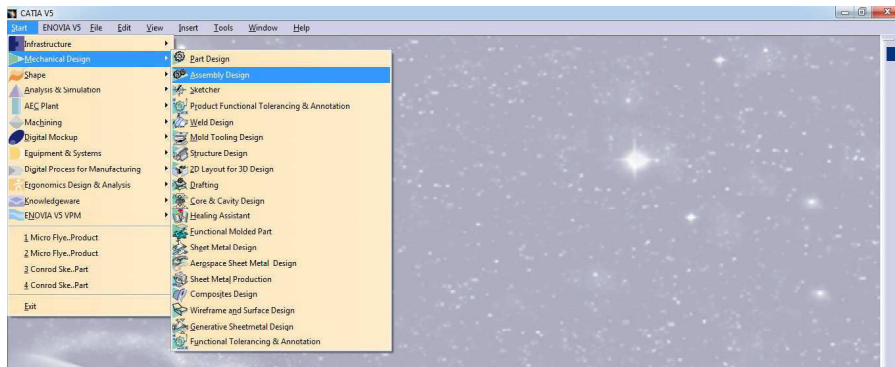 CATIA V5
Start ENOVIA V5 File Edit View Insert Tools Window Help
Infrastructure
Mechanical Design
Shape
Analysis & Simulation
AEC Plant
Machining
Digital Mockup
Equipment & Systems
Digital Process for Manufacturing
Ergonomics Design & Analysis
Knowledgeware
ENOVIA V5 VPM
1 Micro Flye..Product
2 Micro Flye..Product
3 Conrod Ske..Part
4 Conrod Ske..Part
Exit
Part Design
Assembly Design
Sketcher
Product Functional Tolerancing & Annotation
Weld Design
Mold Tooling Design
Structure Design
2D Layout for 3D Design
Drafting
Core & Cavity Design
Healing Assistant
Functional Molded Part
Sheet Metal Design
Aerospace Sheet Metal Design
Sheet Metal Production
Composites Design
Wireframe and Surface Design
Generative Sheetmetal Design
Functional Tolerancing & Annotation